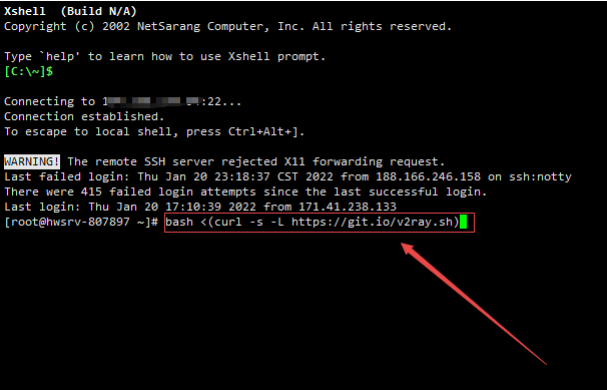 Xshell (Build N/A)
Copyright (c) 2002 NetSarang Computer, Inc. All rights reserved.
Type `help' to learn how to use Xshell prompt.
[C:\~]$
Connecting to 1 :22...
Connection established.
To escape to local shell, press Ctrl+Alt+].
WARNING! The remote SSH server rejected X11 forwarding request.
Last failed login: Thu Jan 20 23:18:37 CST 2022 from 188.166.246.158 on ssh:notty
There were 415 failed login attempts since the last successful login.
Last login: Thu Jan 20 17:10:39 2022 from 171.41.238.133
[root@hwsrv-807897 ~]# bash <(curl -s -L https://git.io/v2ray.sh)